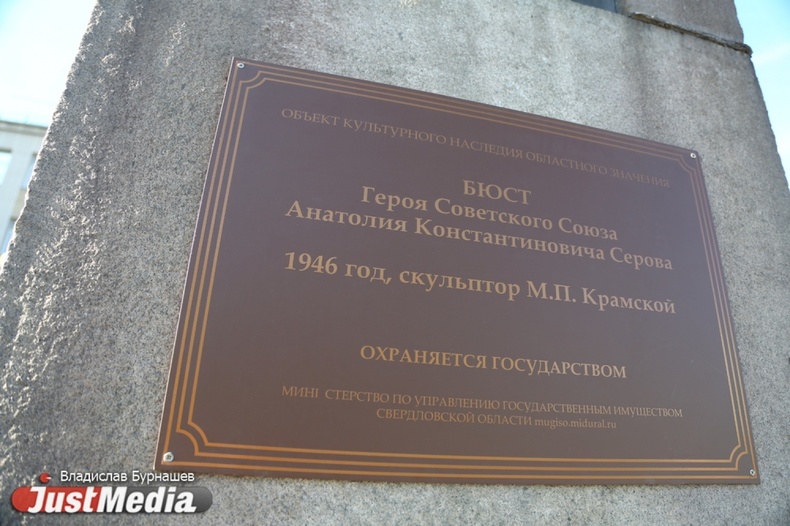 ОБЪЕКТ КУЛЬТУРНОГО НАСЛЕДИЯ ОБЛАСТНОГО ЗНАЧЕНИЯ
БЮСТ
Героя Советского Союза
Анатолия Константиновича Серова
1946 год, скульптор М.П. Крамской
ОХРАНЯЕТСЯ ГОСУДАРСТВОМ
МИНІ СТЕРСТВО ПО УПРАВЛЕНИЮ ГОСУДАРСТВЕННЫМ ИМУЩЕСТВОМ
СВЕРДЛОВСКОЙ ОБЛАСТИ mugiso.midural.ru
Владислав Бурнашев
JustMedia